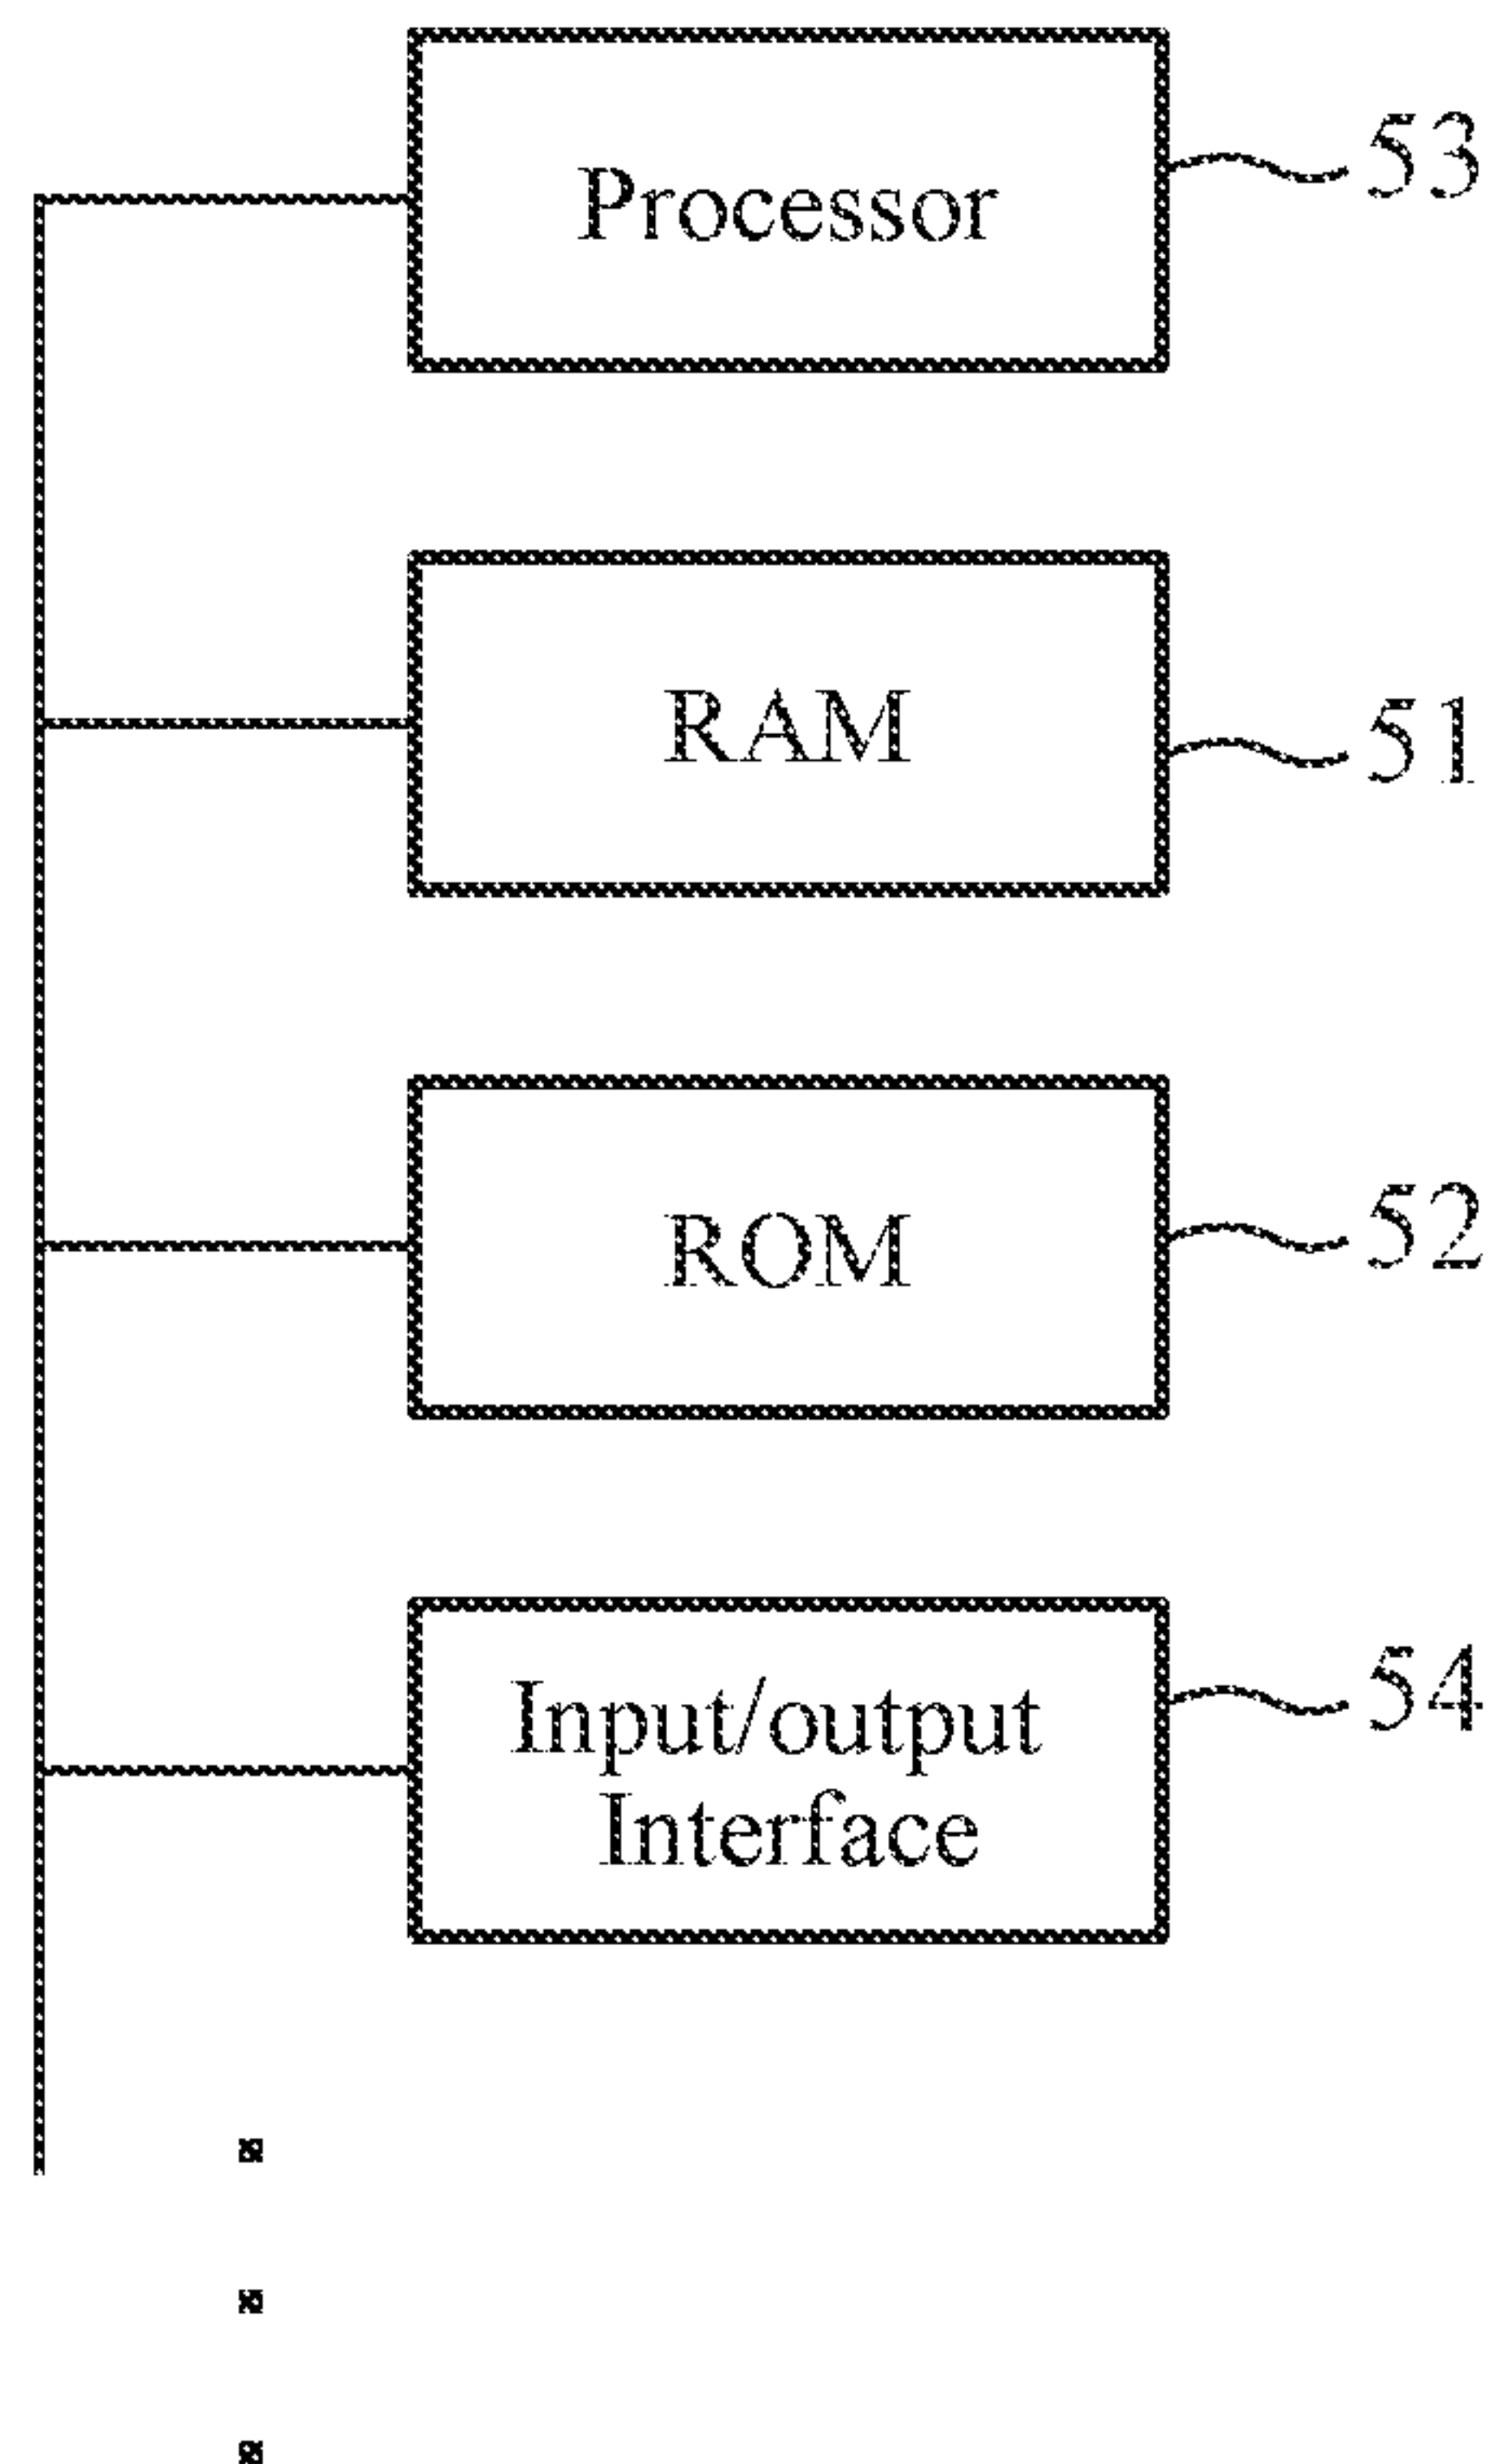 Processor
53
RAM
51
ROM
52
Input/output
Interface
54